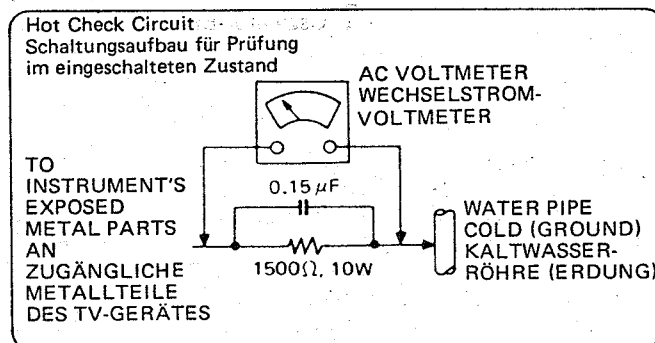 Hot Check Circuit
Schaltungsaufbau für Prüfung
im eingeschalteten Zustand
AC VOLTMETER
WECHSELSTROM-
VOLTMETER
TO
INSTRUMENT'S
EXPOSED
METAL PARTS
AN
ZUGÄNGLICHE
METALLTEILE
DES TV-GERÄTES
0.15 µF
1500Ω, 10W
WATER PIPE
COLD (GROUND)
KALTWASSER-
RÖHRE (ERDUNG)